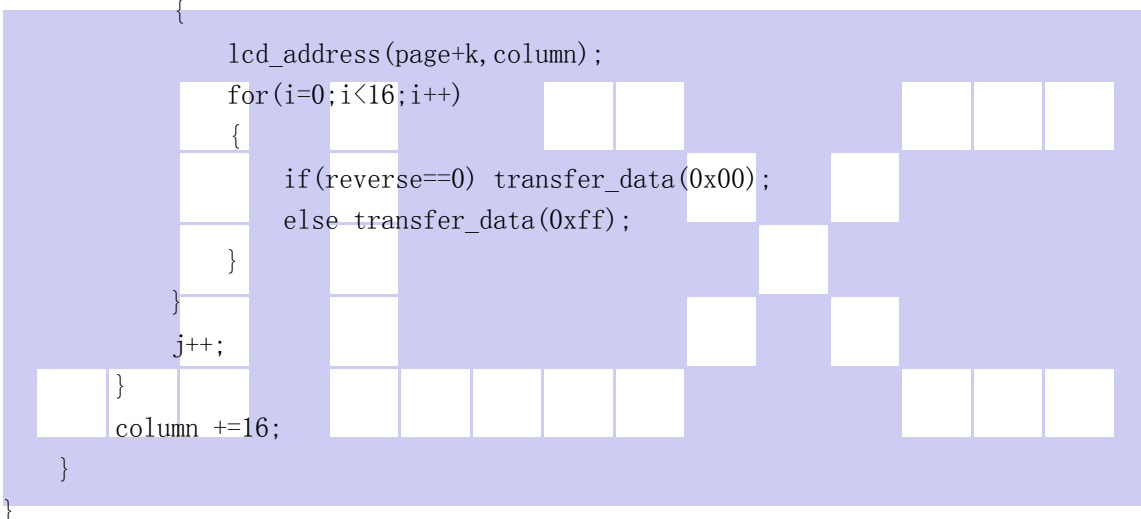 {
lcd_address(page+k,column);
for(i=0;i<16;i++)
{
if(reverse==0) transfer_data(0x00);
else transfer_data(0xff);
}
}
j++;
}
column +=16;
}
}